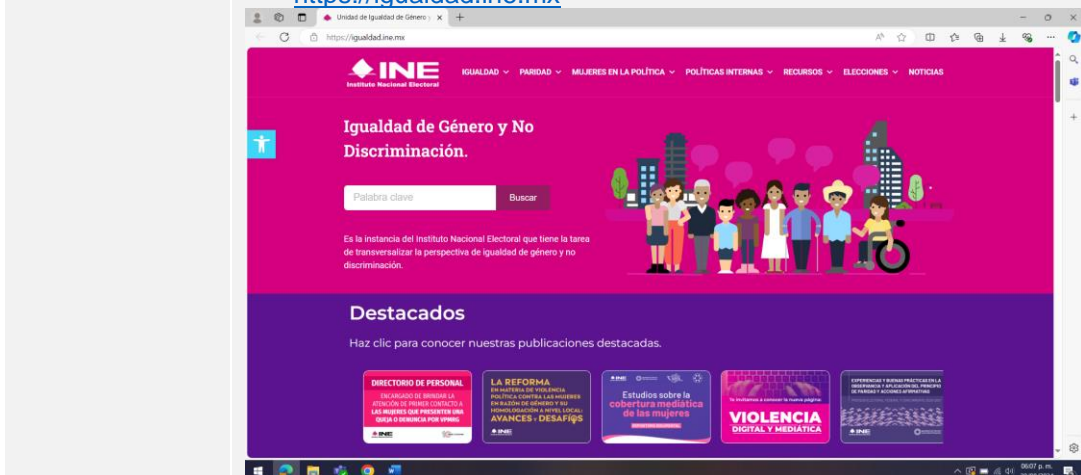 https://igualdad.ine.mx
Unidad de Igualdad de Género y
https://igualdad.ine.mx
INE
Instituto Nacional Electoral
IGUALDAD PARIDAD MUJERES EN LA POLÍTICA POLÍTICAS INTERNAS RECURSOS ELECCIONES NOTICIAS
Igualdad de Género y No
Discriminación.
Palabra clave Buscar
Es la instancia del Instituto Nacional Electoral que tiene la tarea
de transversalizar la perspectiva de igualdad de género y no
discriminación.
Destacados
Haz clic para conocer nuestras publicaciones destacadas.
DIRECTORIO DE PERSONAL
ENCARGADO DE BRINDAR LA
ATENCIÓN DE PRIMER CONTACTO A
LAS MUJERES QUE PRESENTEN UNA
QUEJA O DENUNCIA POR VPMRG
INE
LA REFORMA
EN MATERIA DE VIOLENCIA
POLÍTICA CONTRA LAS MUJERES
EN RAZÓN DE GÉNERO Y SU
HOMOLOGACIÓN A NIVEL LOCAL:
AVANCES y DESAFÍOS
INE
INE
Estudios sobre la
cobertura mediática
de las mujeres
Te invitamos a conocer la nueva página
VIOLENCIA
DIGITAL Y MEDIÁTICA
EXPERIENCIAS Y BUENAS PRÁCTICAS EN LA
OBSERVANCIA Y APLICACIÓN DEL PRINCIPIO
DE PARIDAD Y ACCIONES AFIRMATIVAS
INE
06:07 p. m.